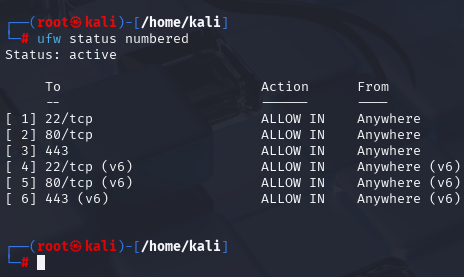 ┌──(root㉿kali)-[/home/kali]
└─# ufw status numbered
Status: active

     To                         Action      From
     --                         ------      ----
[ 1] 22/tcp                     ALLOW IN    Anywhere
[ 2] 80/tcp                     ALLOW IN    Anywhere
[ 3] 443                        ALLOW IN    Anywhere
[ 4] 22/tcp (v6)                ALLOW IN    Anywhere (v6)
[ 5] 80/tcp (v6)                ALLOW IN    Anywhere (v6)
[ 6] 443 (v6)                   ALLOW IN    Anywhere (v6)

┌──(root㉿kali)-[/home/kali]
└─#